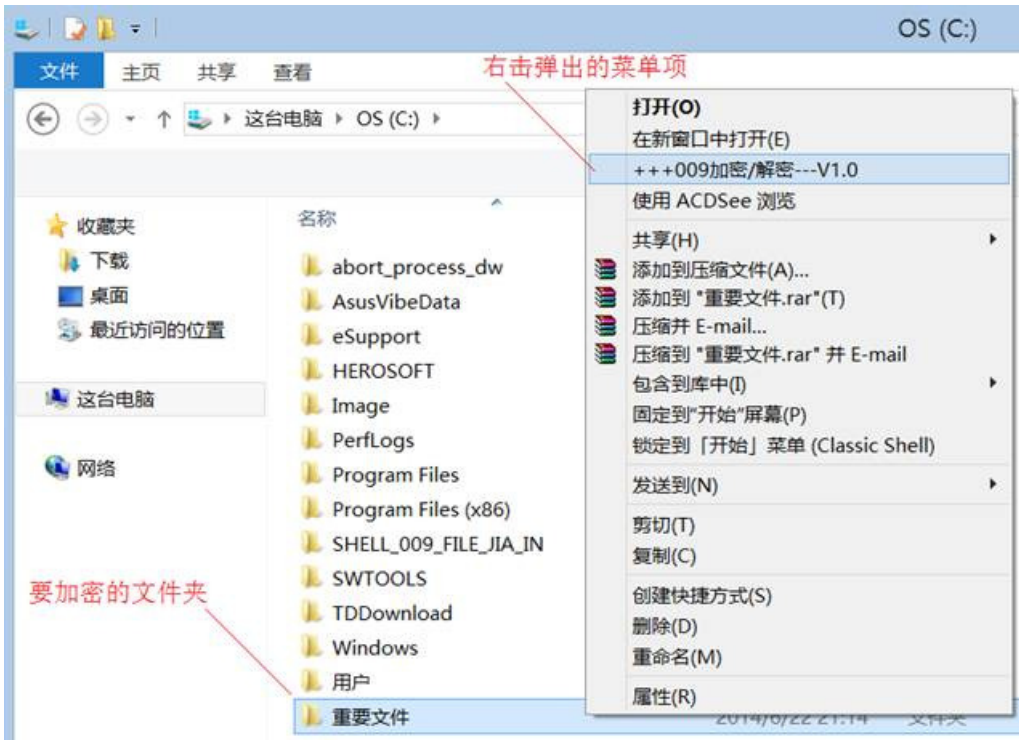 OS (C:)
文件 主页 共享 查看
右击弹出的菜单项
这台电脑 OS (C:)
打开(O)
在新窗口中打开(E)
+++009加密/解密---V1.0
使用 ACDSee 浏览
共享(H)
添加到压缩文件(A)...
添加到 "重要文件.rar"(T)
压缩并 E-mail...
压缩到 "重要文件.rar" 并 E-mail
包含到库中(I)
固定到"开始"屏幕(P)
锁定到「开始」菜单 (Classic Shell)
发送到(N)
剪切(T)
复制(C)
创建快捷方式(S)
删除(D)
重命名(M)
属性(R)
收藏夹
下载
桌面
最近访问的位置
这台电脑
网络
名称
abort_process_dw
AsusVibeData
eSupport
HEROSOFT
Image
PerfLogs
Program Files
Program Files (x86)
SHELL_009_FILE_JIA_IN
SWTOOLS
TDDownload
Windows
用户
重要文件 2014/6/22 21:14 文件夹
要加密的文件夹